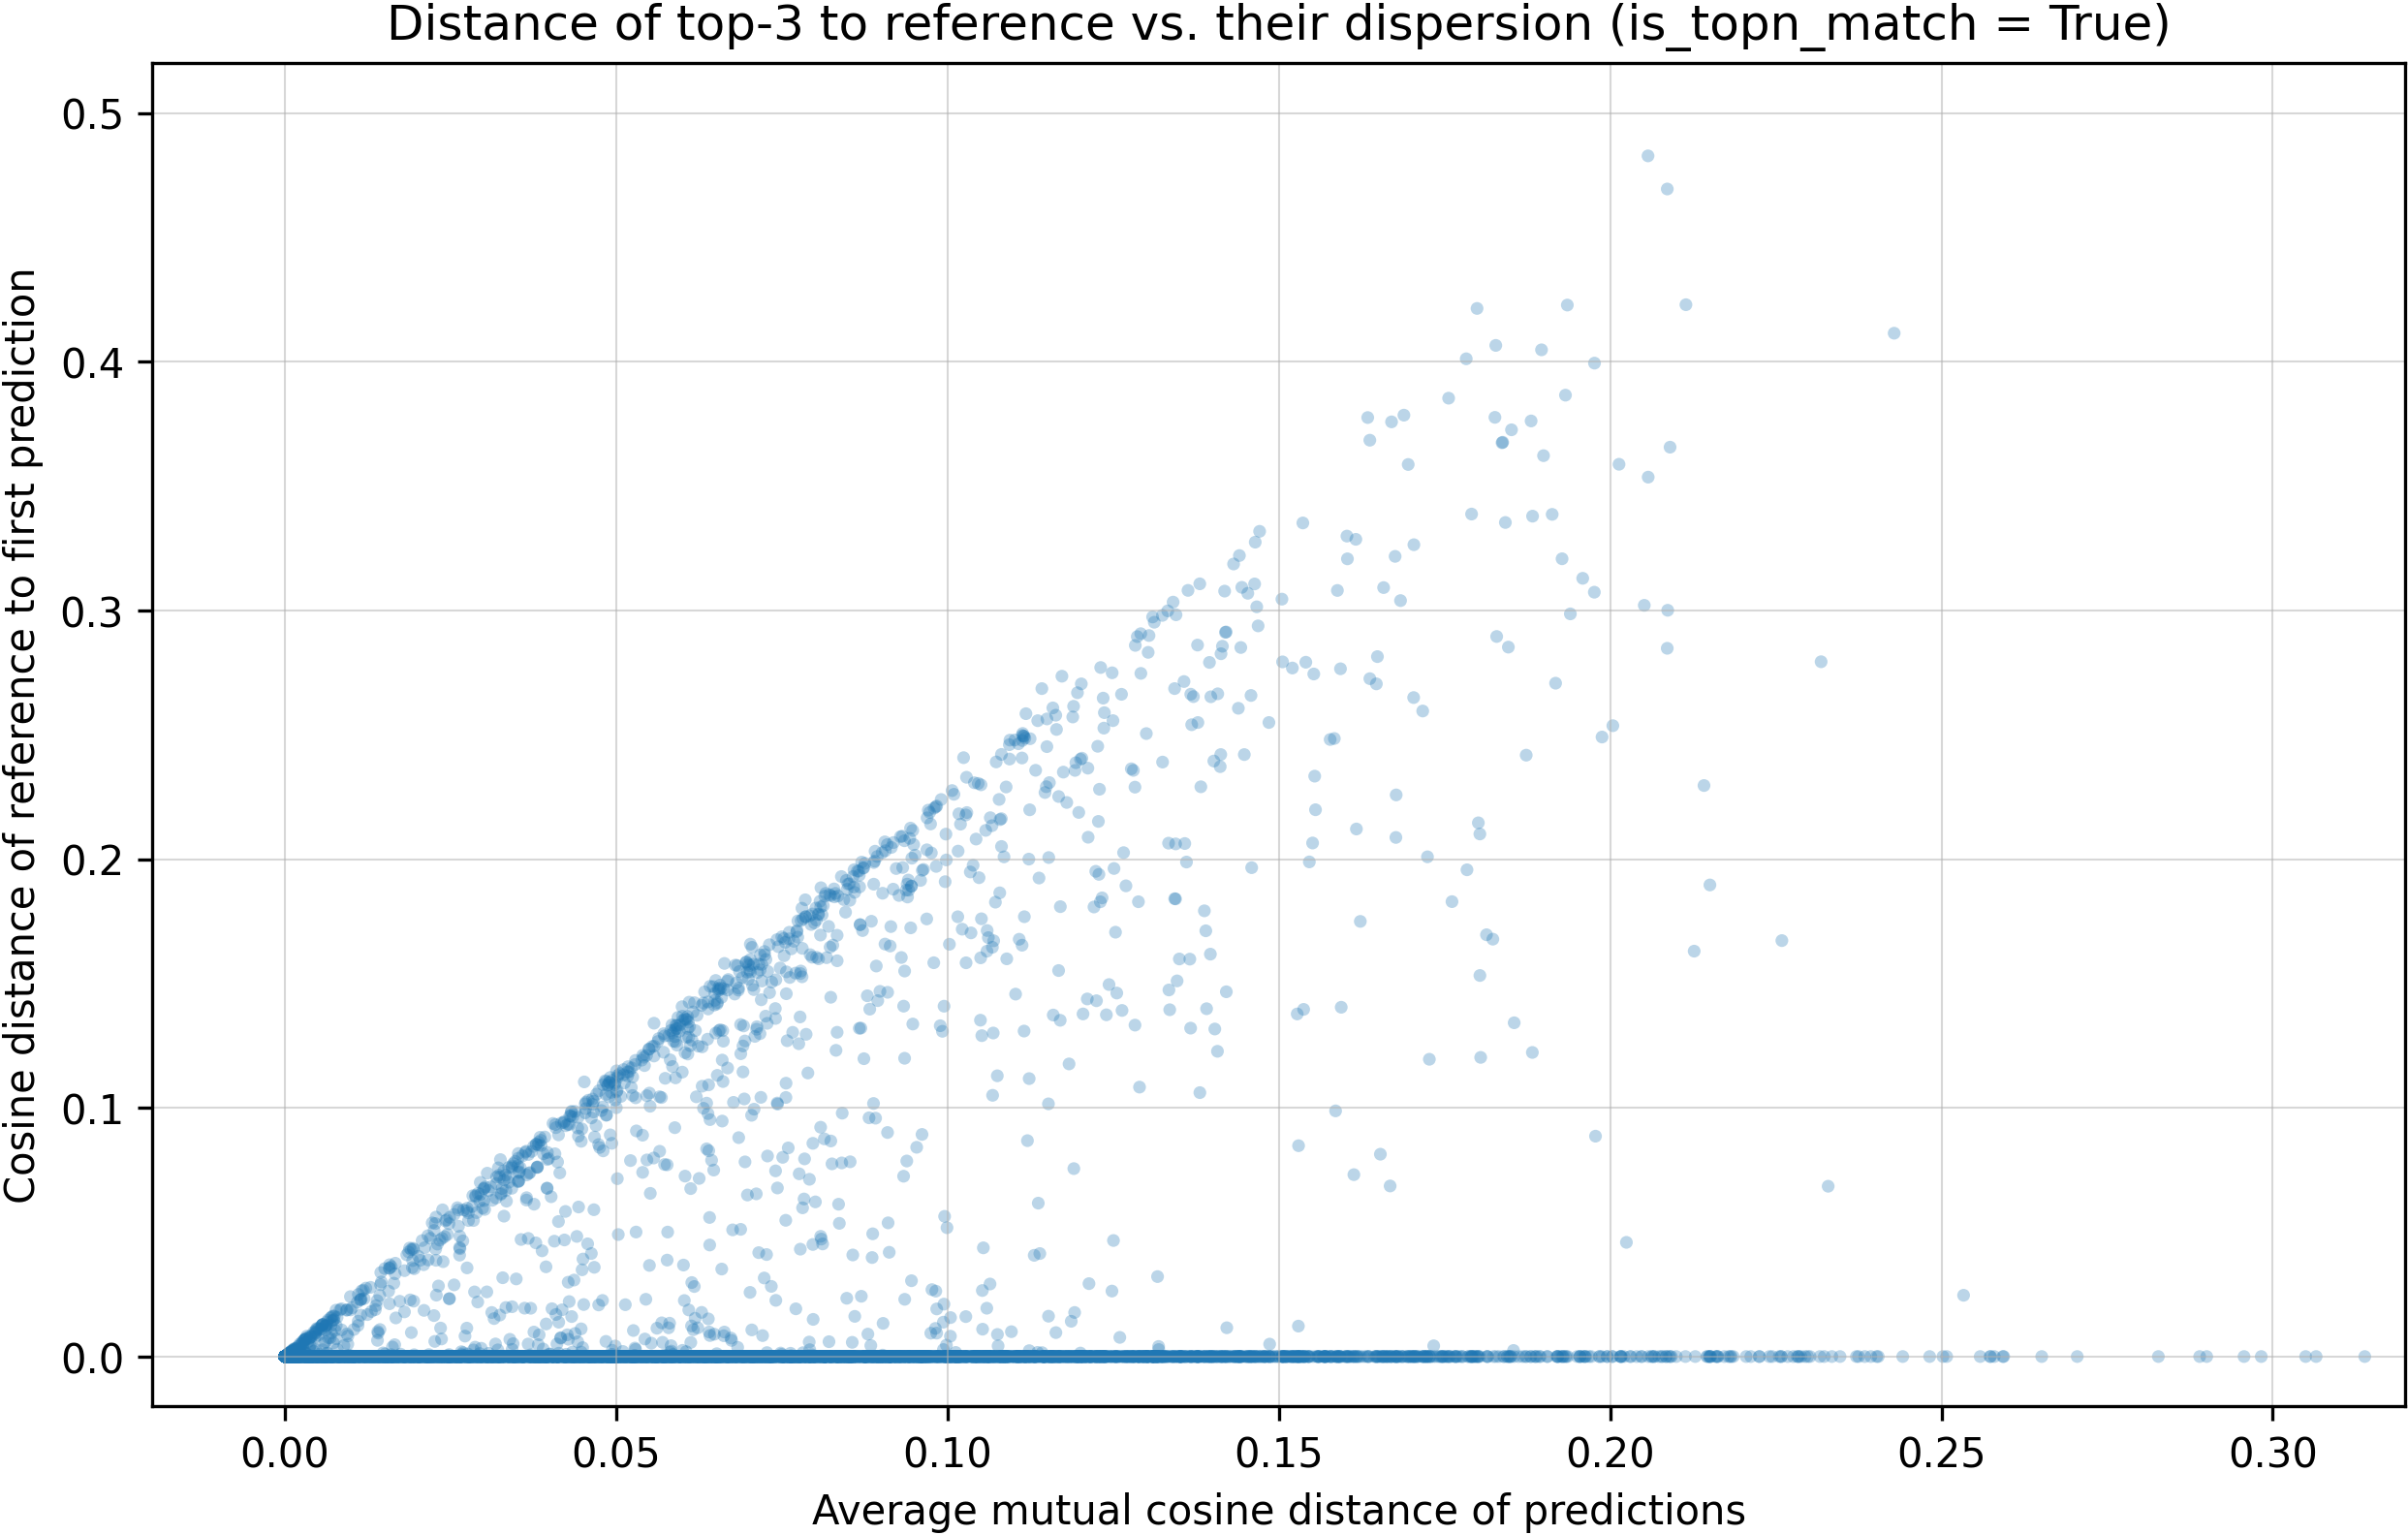 Distance of top-3 to reference vs. their dispersion (is_topn_match = True)
Cosine distance of reference to first prediction
0.5
0.4
0.3
0.2
0.1
0.0
0.00 0.05 0.10 0.15 0.20 0.25 0.30
Average mutual cosine distance of predictions